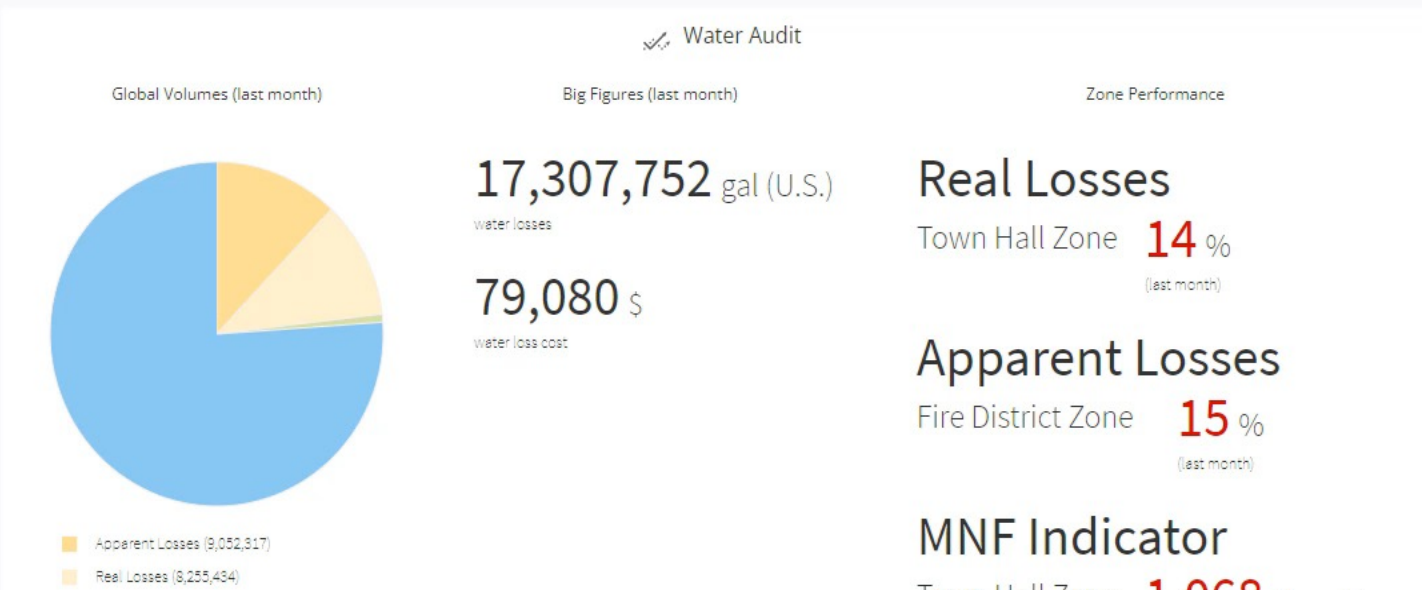 Water Audit
Global Volumes (last month)
Apparent Losses (9,052,317)
Real Losses (8,255,434)
Big Figures (last month)
17,307,752 gal (U.S.)
water losses
79,080 $
water loss cost
Zone Performance
Real Losses
Town Hall Zone 14 %
(last month)
Apparent Losses
Fire District Zone 15 %
(last month)
MNF Indicator